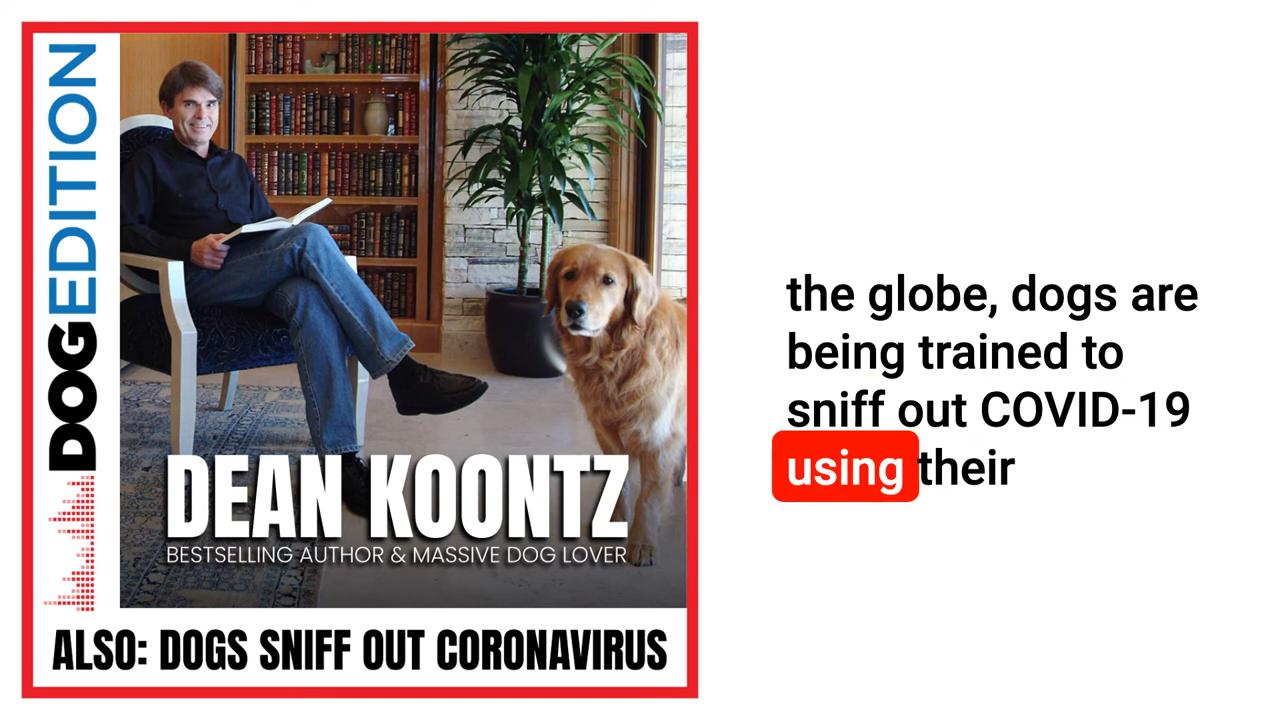 DOGEDITION
DEAN KOONTZ
BESTSELLING AUTHOR & MASSIVE DOG LOVER
ALSO: DOGS SNIFF OUT CORONAVIRUS
the globe, dogs are
being trained to
sniff out COVID-19
using their